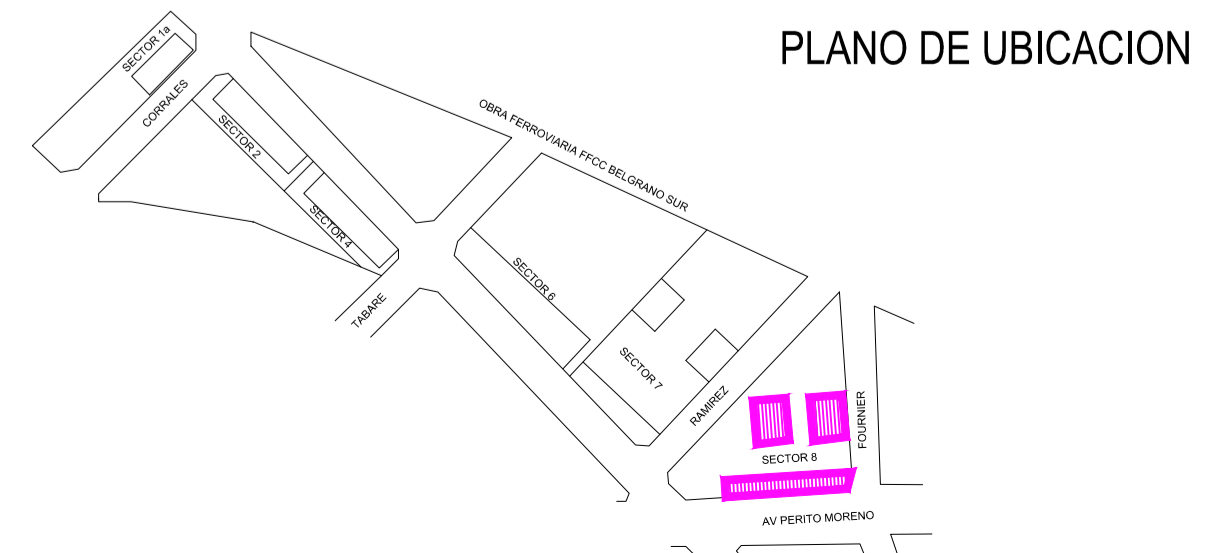 PLANO DE UBICACION
SECTOR 1a
CORRALES
SECTOR 2
SECTOR 4
TABARE
OBRA FERROVIARIA FFCC BELGRANO SUR
SECTOR 6
SECTOR 7
RAMIREZ
FOURNIER
SECTOR 8
AV PERITO MORENO